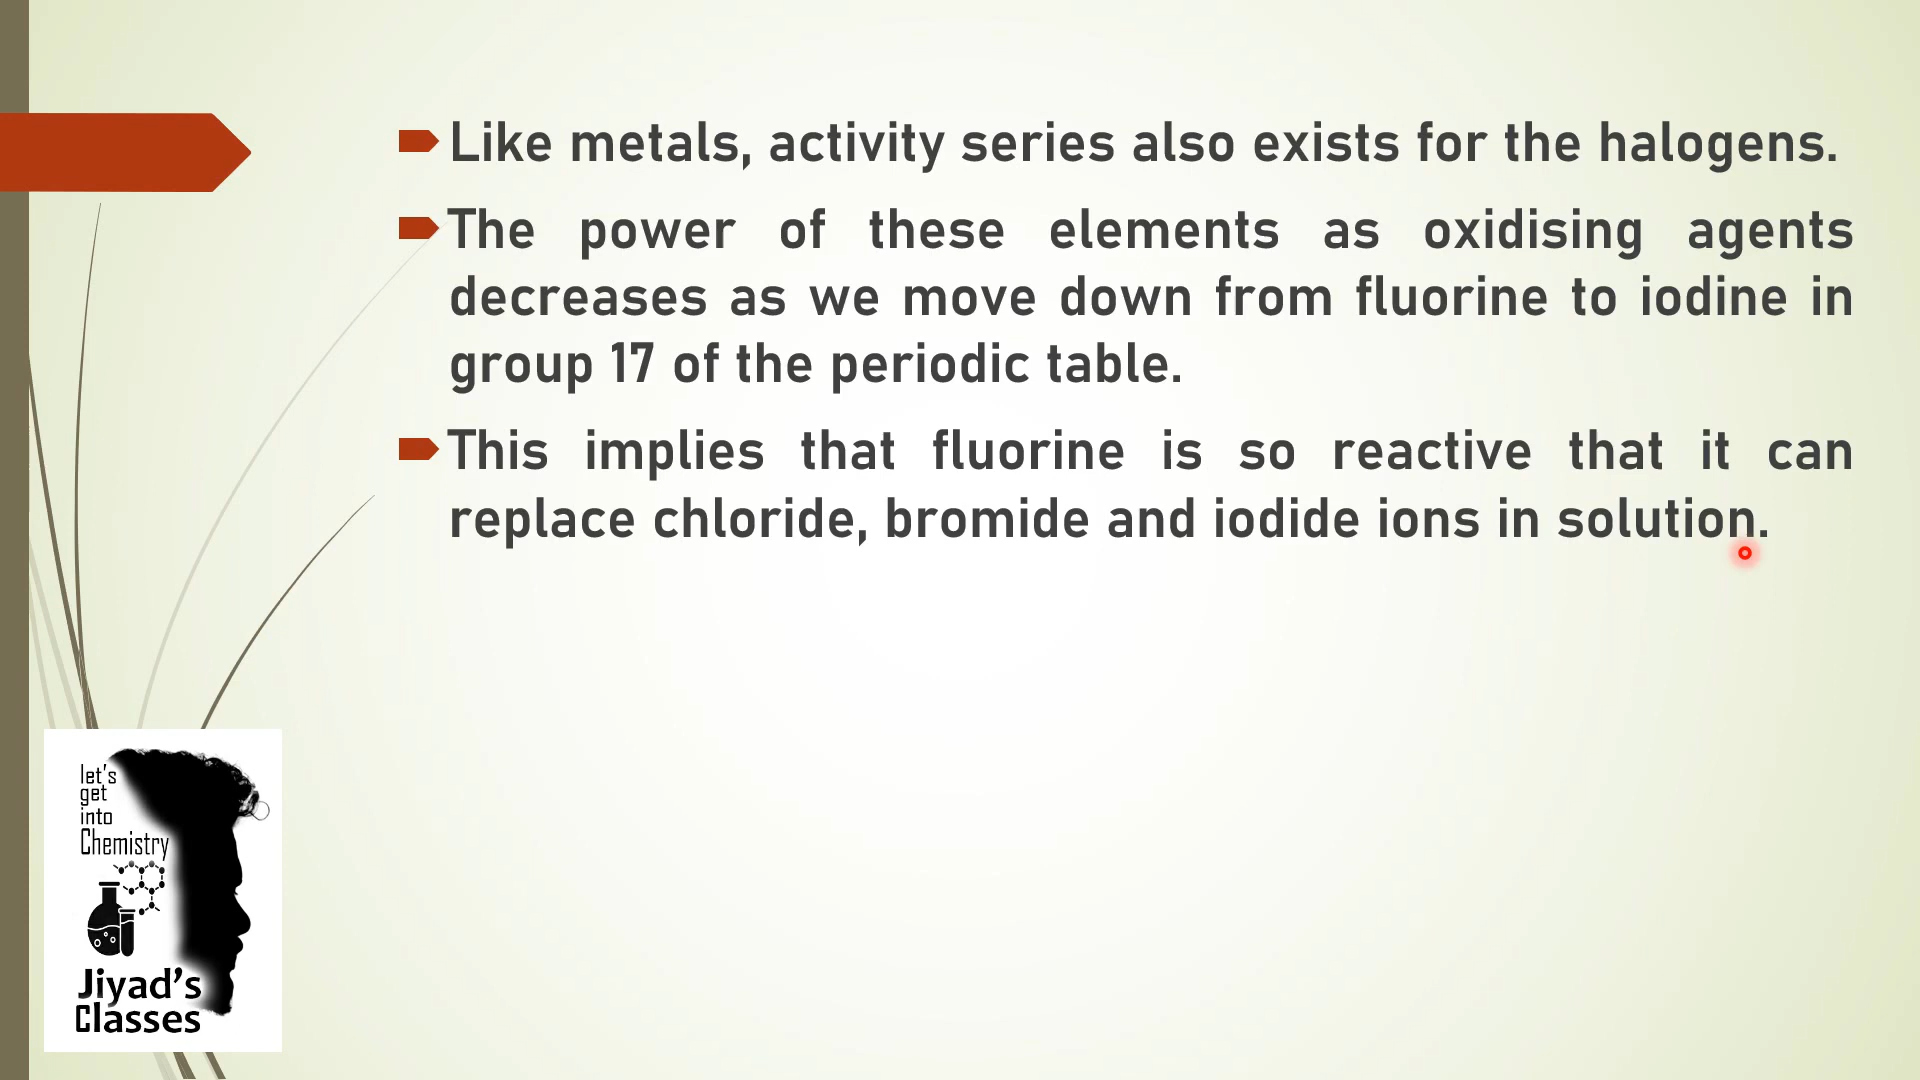 Like metals, activity series also exists for the halogens.
The power of these elements as oxidising agents
decreases as we move down from fluorine to iodine in
group 17 of the periodic table.
This implies that fluorine is so reactive that it can
replace chloride, bromide and iodide ions in solution.
let's
get
into
Chemistry
Jiyad's
Classes